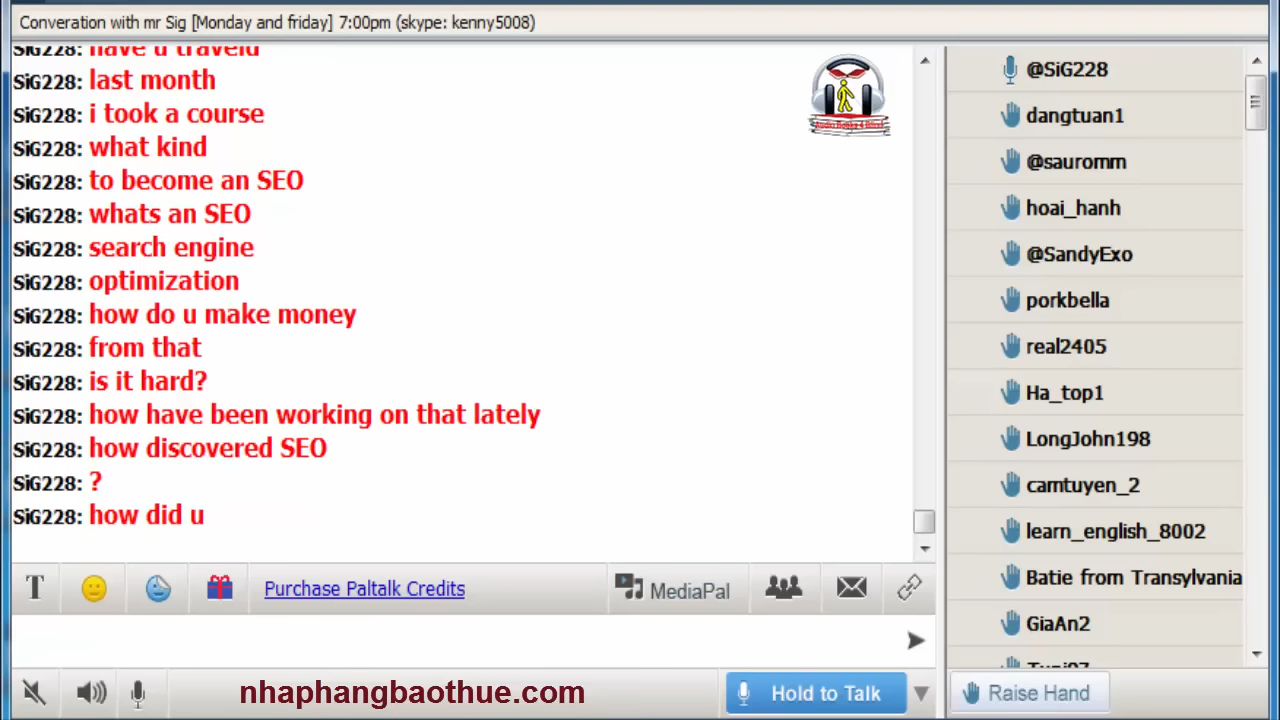 Converation with mr Sig [Monday and friday] 7:00pm (skype: kenny5008)
SiG228: have u traveld
SiG228: last month
SiG228: i took a course
SiG228: what kind
SiG228: to become an SEO
SiG228: whats an SEO
SiG228: search engine
SiG228: optimization
SiG228: how do u make money
SiG228: from that
SiG228: is it hard?
SiG228: how have been working on that lately
SiG228: how discovered SEO
SiG228: ?
SiG228: how did u
@SiG228
dangtuan1
@sauromm
hoai_hanh
@SandyExo
porkbella
real2405
Ha_top1
LongJohn198
camtuyen_2
learn_english_8002
Batie from Transylvania
GiaAn2
T Purchase Paltalk Credits MediaPal
nhaphangbaothue.com
Hold to Talk
Raise Hand